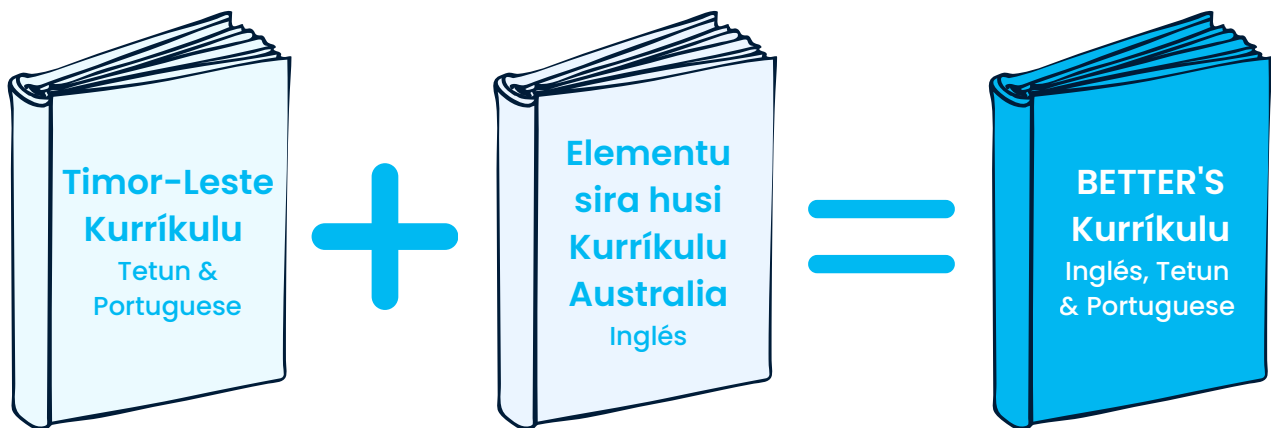 Timor-Leste
Kurríkulu
Tetun &
Portuguese
+
Elementu
sira husi
Kurríkulu
Australia
Inglés
=
BETTER'S
Kurríkulu
Inglés, Tetun
& Portuguese